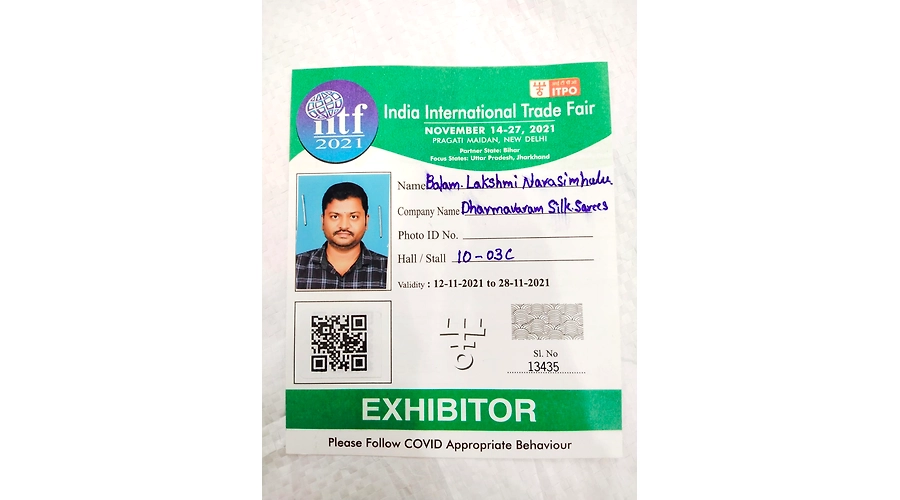 iitf
2021
ITPO
India International Trade Fair
NOVEMBER 14-27, 2021
PRAGATI MAIDAN, NEW DELHI
Partner State: Bihar
Focus States: Uttar Pradesh, Jharkhand
Name Balam. Lakshmi Narasimhulu
Company Name Dharmavaram Silk Sarees
Photo ID No.
Hall / Stall 10-03C
Validity : 12-11-2021 to 28-11-2021
Sl. No
13435
EXHIBITOR
Please Follow COVID Appropriate Behaviour